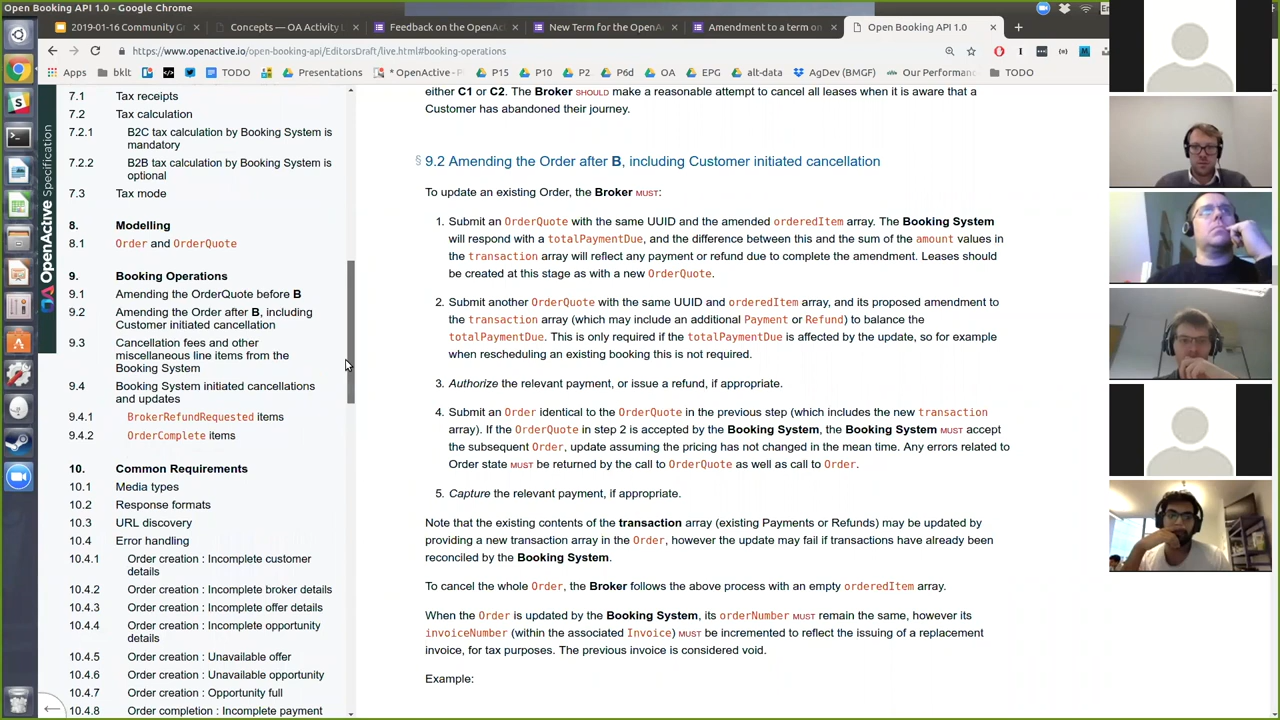 Open Booking API 1.0 - Google Chrome
2019-01-16 Community G
Concepts — OA Activity L
Feedback on the OpenAct
New Term for the OpenA
Amendment to a term on
Open Booking API 1.0
https://www.openactive.io/open-booking-api/EditorsDraft/live.html#booking-operations
Apps
bklt
TODO
Presentations
* OpenActive - P
P15
P10
P2
P6d
OA
EPG
alt-data
AgDev (BMGF)
Our Performanc
TODO
OA OpenActive Specification
7.1 Tax receipts
7.2 Tax calculation
7.2.1 B2C tax calculation by Booking System is
mandatory
7.2.2 B2B tax calculation by Booking System is
optional
7.3 Tax mode
8. Modelling
8.1 Order and OrderQuote
9. Booking Operations
9.1 Amending the OrderQuote before B
9.2 Amending the Order after B, including
Customer initiated cancellation
9.3 Cancellation fees and other
miscellaneous line items from the
Booking System
9.4 Booking System initiated cancellations
and updates
9.4.1 BrokerRefundRequested items
9.4.2 OrderComplete items
10. Common Requirements
10.1 Media types
10.2 Response formats
10.3 URL discovery
10.4 Error handling
10.4.1 Order creation : Incomplete customer
details
10.4.2 Order creation : Incomplete broker details
10.4.3 Order creation : Incomplete offer details
10.4.4 Order creation : Incomplete opportunity
details
10.4.5 Order creation : Unavailable offer
10.4.6 Order creation : Unavailable opportunity
10.4.7 Order creation : Opportunity full
10.4.8 Order completion : Incomplete payment
either C1 or C2. The Broker SHOULD make a reasonable attempt to cancel all leases when it is aware that a
Customer has abandoned their journey.
§ 9.2 Amending the Order after B, including Customer initiated cancellation
To update an existing Order, the Broker MUST:
1. Submit an OrderQuote with the same UUID and the amended orderedItem array. The Booking System
will respond with a totalPaymentDue, and the difference between this and the sum of the amount values in
the transaction array will reflect any payment or refund due to complete the amendment. Leases should
be created at this stage as with a new OrderQuote.
2. Submit another OrderQuote with the same UUID and orderedItem array, and its proposed amendment to
the transaction array (which may include an additional Payment or Refund) to balance the
totalPaymentDue. This is only required if the totalPaymentDue is affected by the update, so for example
when rescheduling an existing booking this is not required.
3. Authorize the relevant payment, or issue a refund, if appropriate.
4. Submit an Order identical to the OrderQuote in the previous step (which includes the new transaction
array). If the OrderQuote in step 2 is accepted by the Booking System, the Booking System MUST accept
the subsequent Order, update assuming the pricing has not changed in the mean time. Any errors related to
Order state MUST be returned by the call to OrderQuote as well as call to Order.
5. Capture the relevant payment, if appropriate.
Note that the existing contents of the transaction array (existing Payments or Refunds) may be updated by
providing a new transaction array in the Order, however the update may fail if transactions have already been
reconciled by the Booking System.
To cancel the whole Order, the Broker follows the above process with an empty orderedItem array.
When the Order is updated by the Booking System, its orderNumber MUST remain the same, however its
invoiceNumber (within the associated Invoice) MUST be incremented to reflect the issuing of a replacement
invoice, for tax purposes. The previous invoice is considered void.
Example: